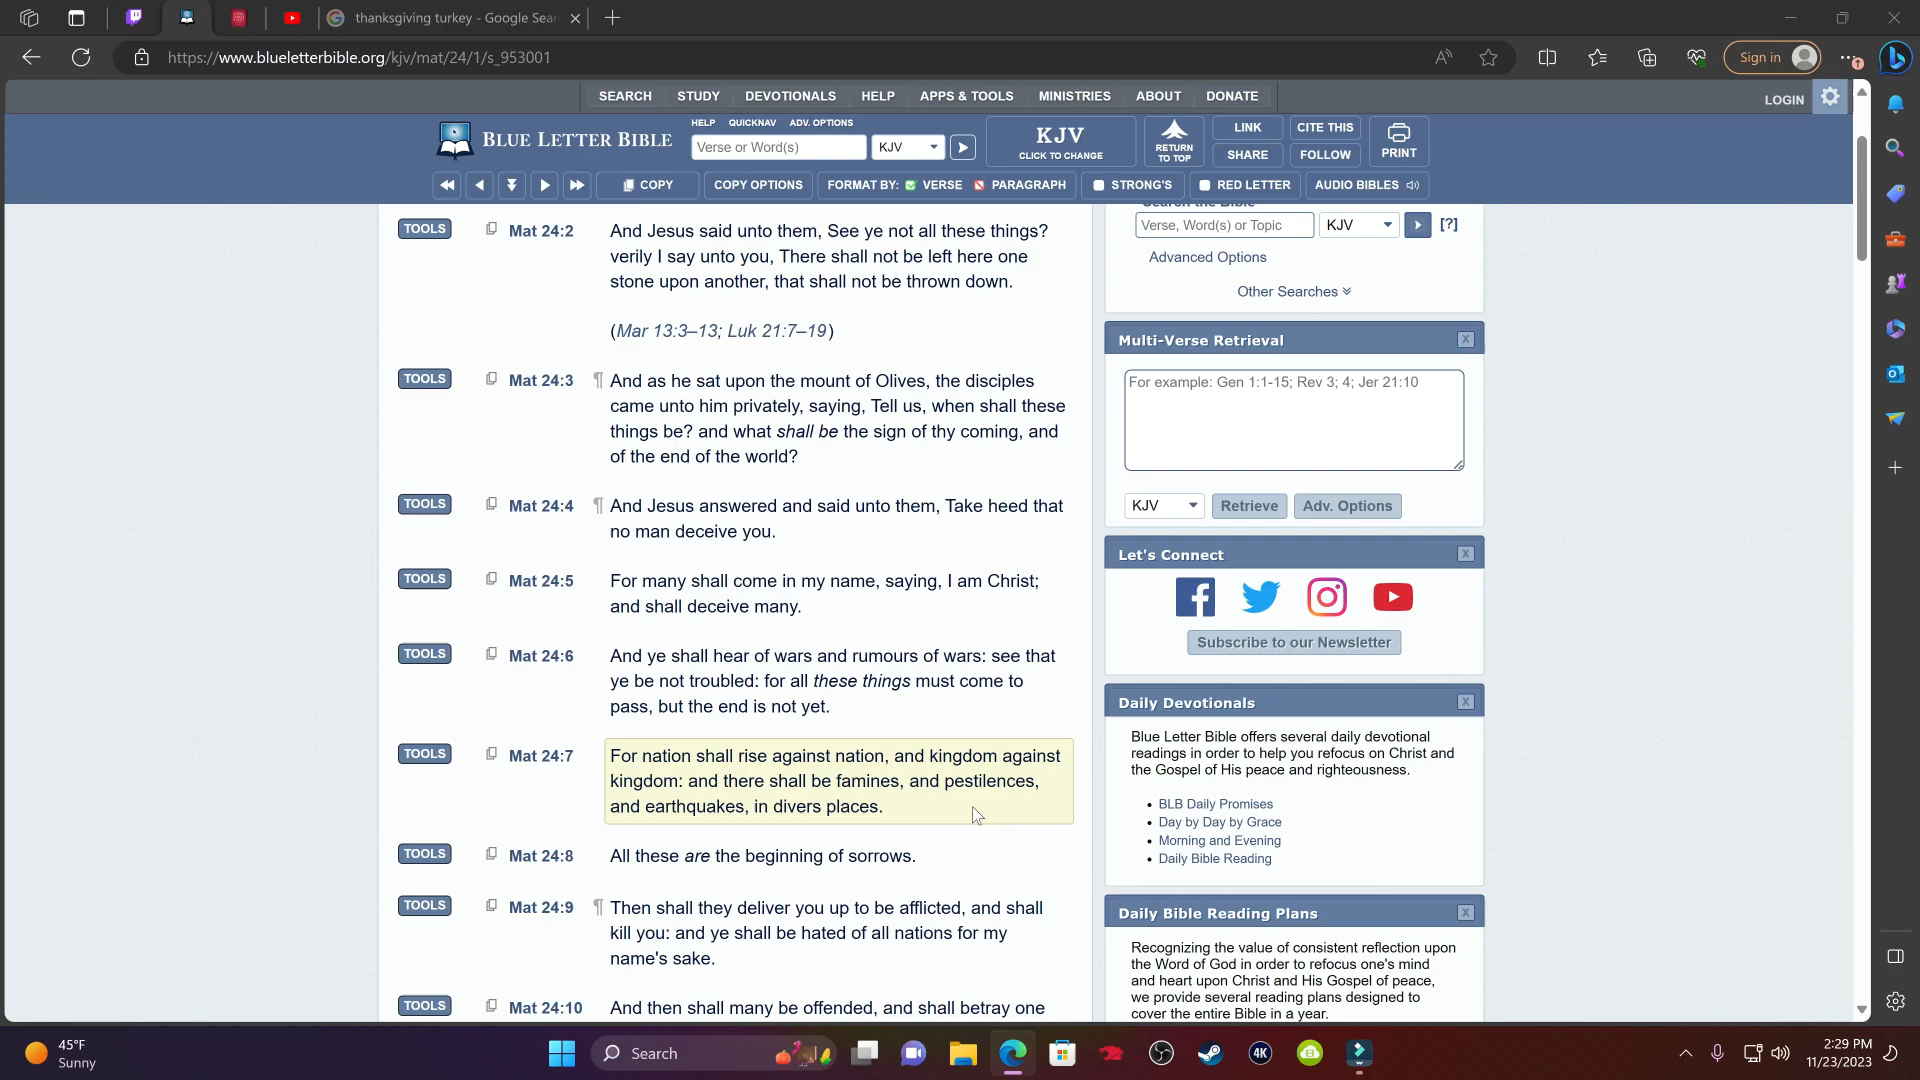 thanksgiving turkey - Google Sea
https://www.blueletterbible.org/kjv/mat/24/1/s_953001
Sign in
SEARCH STUDY DEVOTIONALS HELP APPS & TOOLS MINISTRIES ABOUT DONATE
LOGIN
BLUE LETTER BIBLE
HELP QUICKNAV ADV. OPTIONS
Verse or Word(s) KJV
KJV
CLICK TO CHANGE
RETURN
TO TOP
LINK CITE THIS
SHARE FOLLOW
PRINT
COPY COPY OPTIONS FORMAT BY: VERSE PARAGRAPH STRONG'S RED LETTER AUDIO BIBLES
TOOLS Mat 24:2 And Jesus said unto them, See ye not all these things?
verily I say unto you, There shall not be left here one
stone upon another, that shall not be thrown down.
(Mar 13:3–13; Luk 21:7–19)
TOOLS Mat 24:3 ¶ And as he sat upon the mount of Olives, the disciples
came unto him privately, saying, Tell us, when shall these
things be? and what shall be the sign of thy coming, and
of the end of the world?
TOOLS Mat 24:4 ¶ And Jesus answered and said unto them, Take heed that
no man deceive you.
TOOLS Mat 24:5 For many shall come in my name, saying, I am Christ;
and shall deceive many.
TOOLS Mat 24:6 And ye shall hear of wars and rumours of wars: see that
ye be not troubled: for all these things must come to
pass, but the end is not yet.
TOOLS Mat 24:7 For nation shall rise against nation, and kingdom against
kingdom: and there shall be famines, and pestilences,
and earthquakes, in divers places.
TOOLS Mat 24:8 All these are the beginning of sorrows.
TOOLS Mat 24:9 ¶ Then shall they deliver you up to be afflicted, and shall
kill you: and ye shall be hated of all nations for my
name's sake.
TOOLS Mat 24:10 And then shall many be offended, and shall betray one
Search the Bible
Verse, Word(s) or Topic KJV [?]
Advanced Options
Other Searches
Multi-Verse Retrieval X
For example: Gen 1:1-15; Rev 3; 4; Jer 21:10
KJV Retrieve Adv. Options
Let's Connect X
Subscribe to our Newsletter
Daily Devotionals X
Blue Letter Bible offers several daily devotional
readings in order to help you refocus on Christ and
the Gospel of His peace and righteousness.
• BLB Daily Promises
• Day by Day by Grace
• Morning and Evening
• Daily Bible Reading
Daily Bible Reading Plans X
Recognizing the value of consistent reflection upon
the Word of God in order to refocus one's mind
and heart upon Christ and His Gospel of peace,
we provide several reading plans designed to
cover the entire Bible in a year.
45°F
Sunny
Search
4K
2:29 PM
11/23/2023